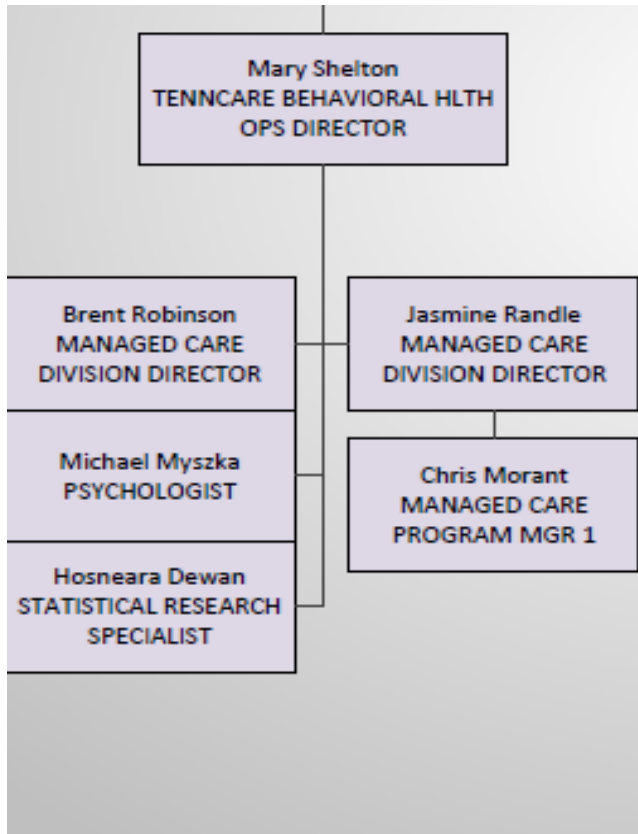 Mary Shelton
TENNCARE BEHAVIORAL HLTH
OPS DIRECTOR
Brent Robinson
MANAGED CARE
DIVISION DIRECTOR
Jasmine Randle
MANAGED CARE
DIVISION DIRECTOR
Michael Myszka
PSYCHOLOGIST
Chris Morant
MANAGED CARE
PROGRAM MGR 1
Hosneara Dewan
STATISTICAL RESEARCH
SPECIALIST